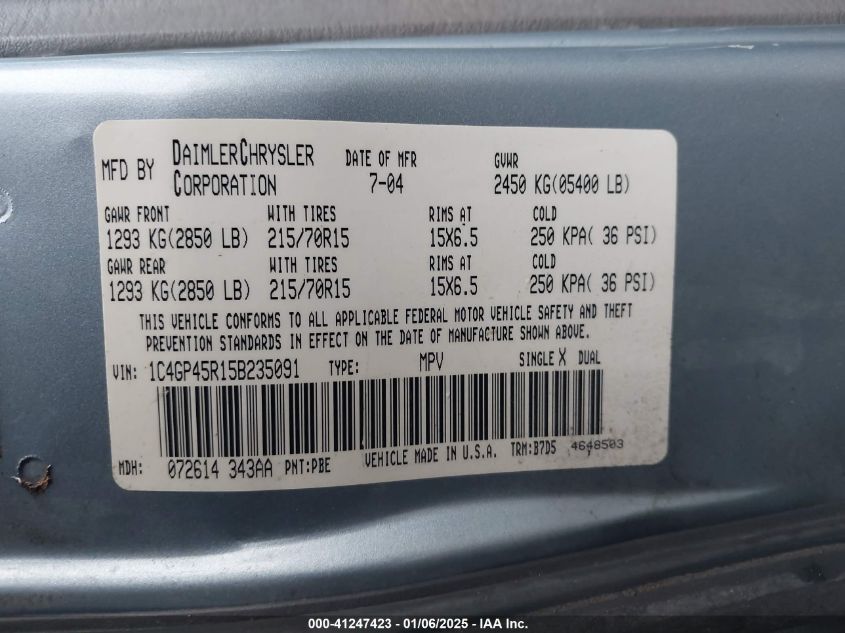 MFD BY DAIMLERCHRYSLER CORPORATION DATE OF MFR 7-04 GVWR 2450 KG(05400 LB)
GAWR FRONT WITH TIRES RIMS AT COLD
1293 KG(2850 LB) 215/70R15 15X6.5 250 KPA( 36 PSI)
GAWR REAR WITH TIRES RIMS AT COLD
1293 KG(2850 LB) 215/70R15 15X6.5 250 KPA( 36 PSI)
THIS VEHICLE CONFORMS TO ALL APPLICABLE FEDERAL MOTOR VEHICLE SAFETY AND THEFT
PREVENTION STANDARDS IN EFFECT ON THE DATE OF MANUFACTURE SHOWN ABOVE.
VIN: 1C4GP45R15B235091 TYPE: MPV SINGLE X DUAL
MDH: 072614 343AA PNT:PBE VEHICLE MADE IN U.S.A. TRM:B7D5 4648503
000-41247423 - 01/06/2025 - IAA Inc.